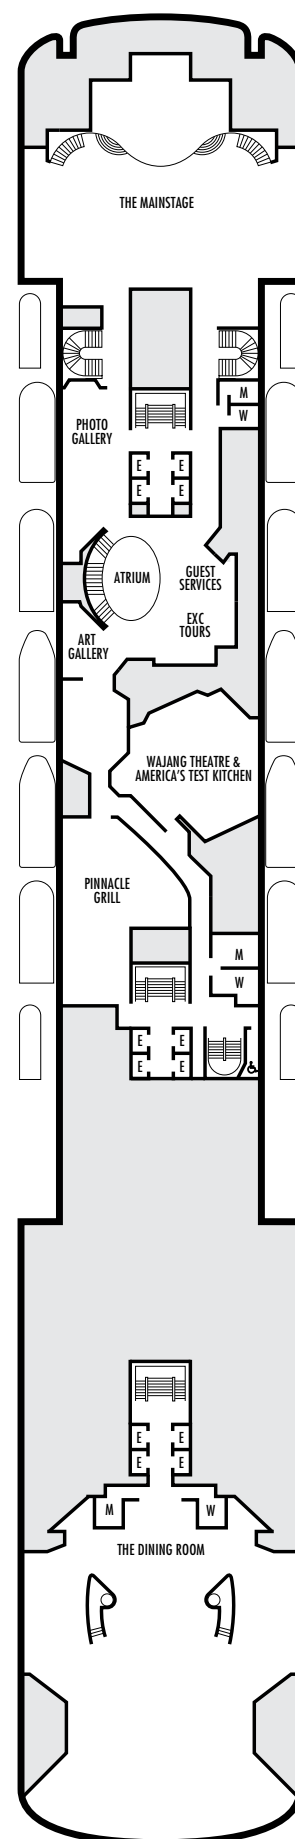 THE MAINSTAGE
M
W
PHOTO
GALLERY
E E
E E
ATRIUM
GUEST
SERVICES
EXC
TOURS
ART
GALLERY
WAJANG THEATRE &
AMERICA'S TEST KITCHEN
PINNACLE
GRILL
M
W
E E
E E
E E
E E
M W
THE DINING ROOM